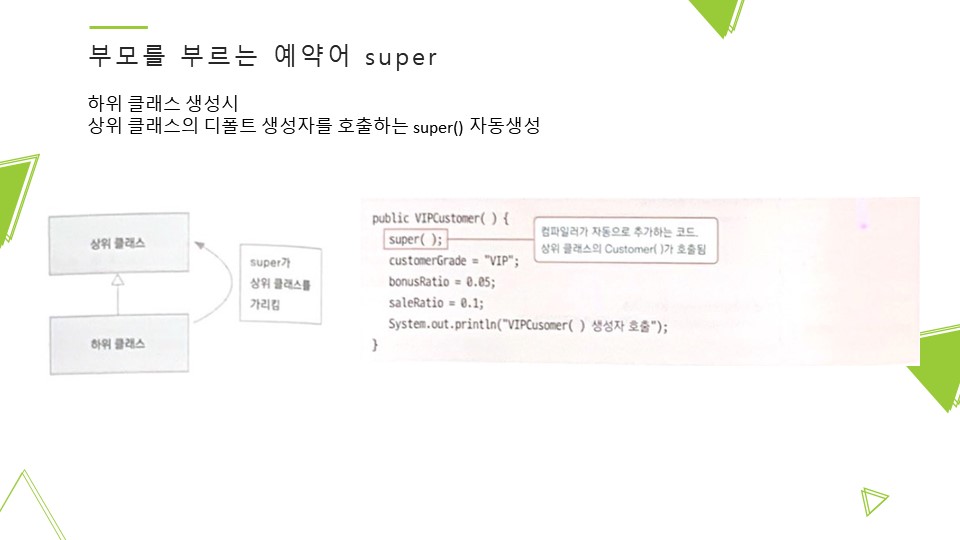 부모를 부르는 예약어 super
하위 클래스 생성시
상위 클래스의 디폴트 생성자를 호출하는 super() 자동생성
상위 클래스
super가
상위 클래스를
가리킴
하위 클래스
public VIPCustomer( ) {
super( );
컴파일러가 자동으로 추가하는 코드.
상위 클래스의 Customer( )가 호출됨
customerGrade = "VIP";
bonusRatio = 0.05;
saleRatio = 0.1;
System.out.println("VIPCusomer( ) 생성자 호출");
}